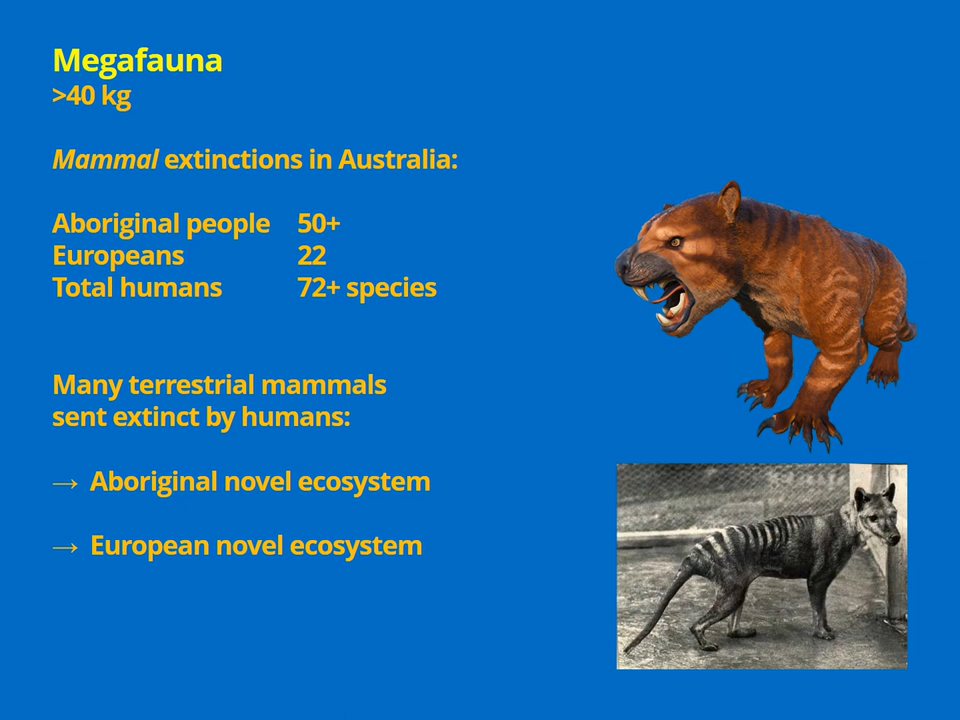 Megafauna
>40 kg
Mammal extinctions in Australia:
Aboriginal people 50+
Europeans 22
Total humans 72+ species
Many terrestrial mammals
sent extinct by humans:
→ Aboriginal novel ecosystem
→ European novel ecosystem